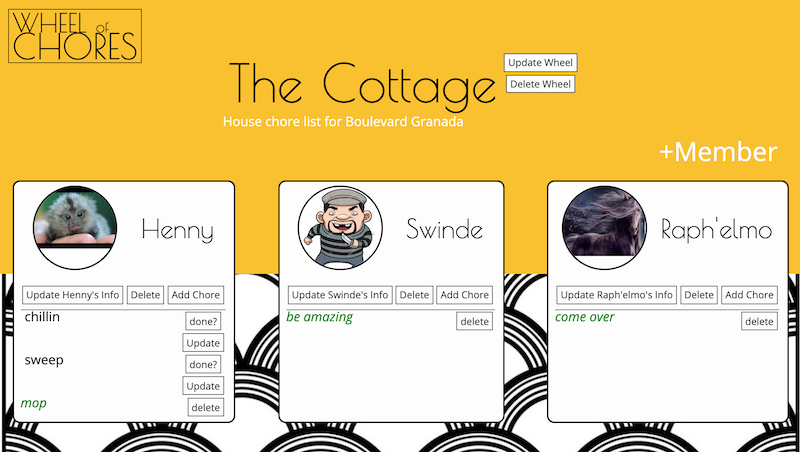 WHEEL of
CHORES
The Cottage
Update Wheel
Delete Wheel
House chore list for Boulevard Granada
+Member
Henny
Update Henny's Info Delete Add Chore
chillin done?
Update
sweep done?
Update
mop delete
Swinde
Update Swinde's Info Delete Add Chore
be amazing delete
Raph'elmo
Update Raph'elmo's Info Delete Add Chore
come over delete